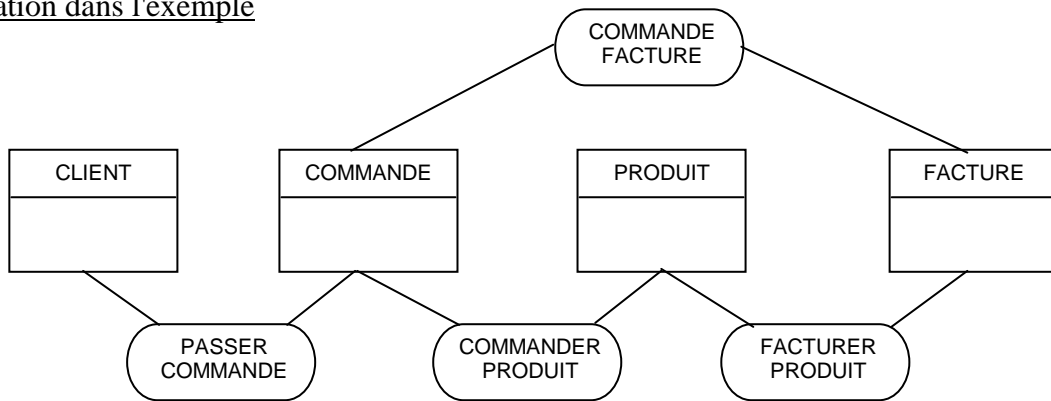 ation dans l'exemple
COMMANDE
FACTURE
CLIENT
COMMANDE
PRODUIT
FACTURE
PASSER
COMMANDE
COMMANDER
PRODUIT
FACTURER
PRODUIT